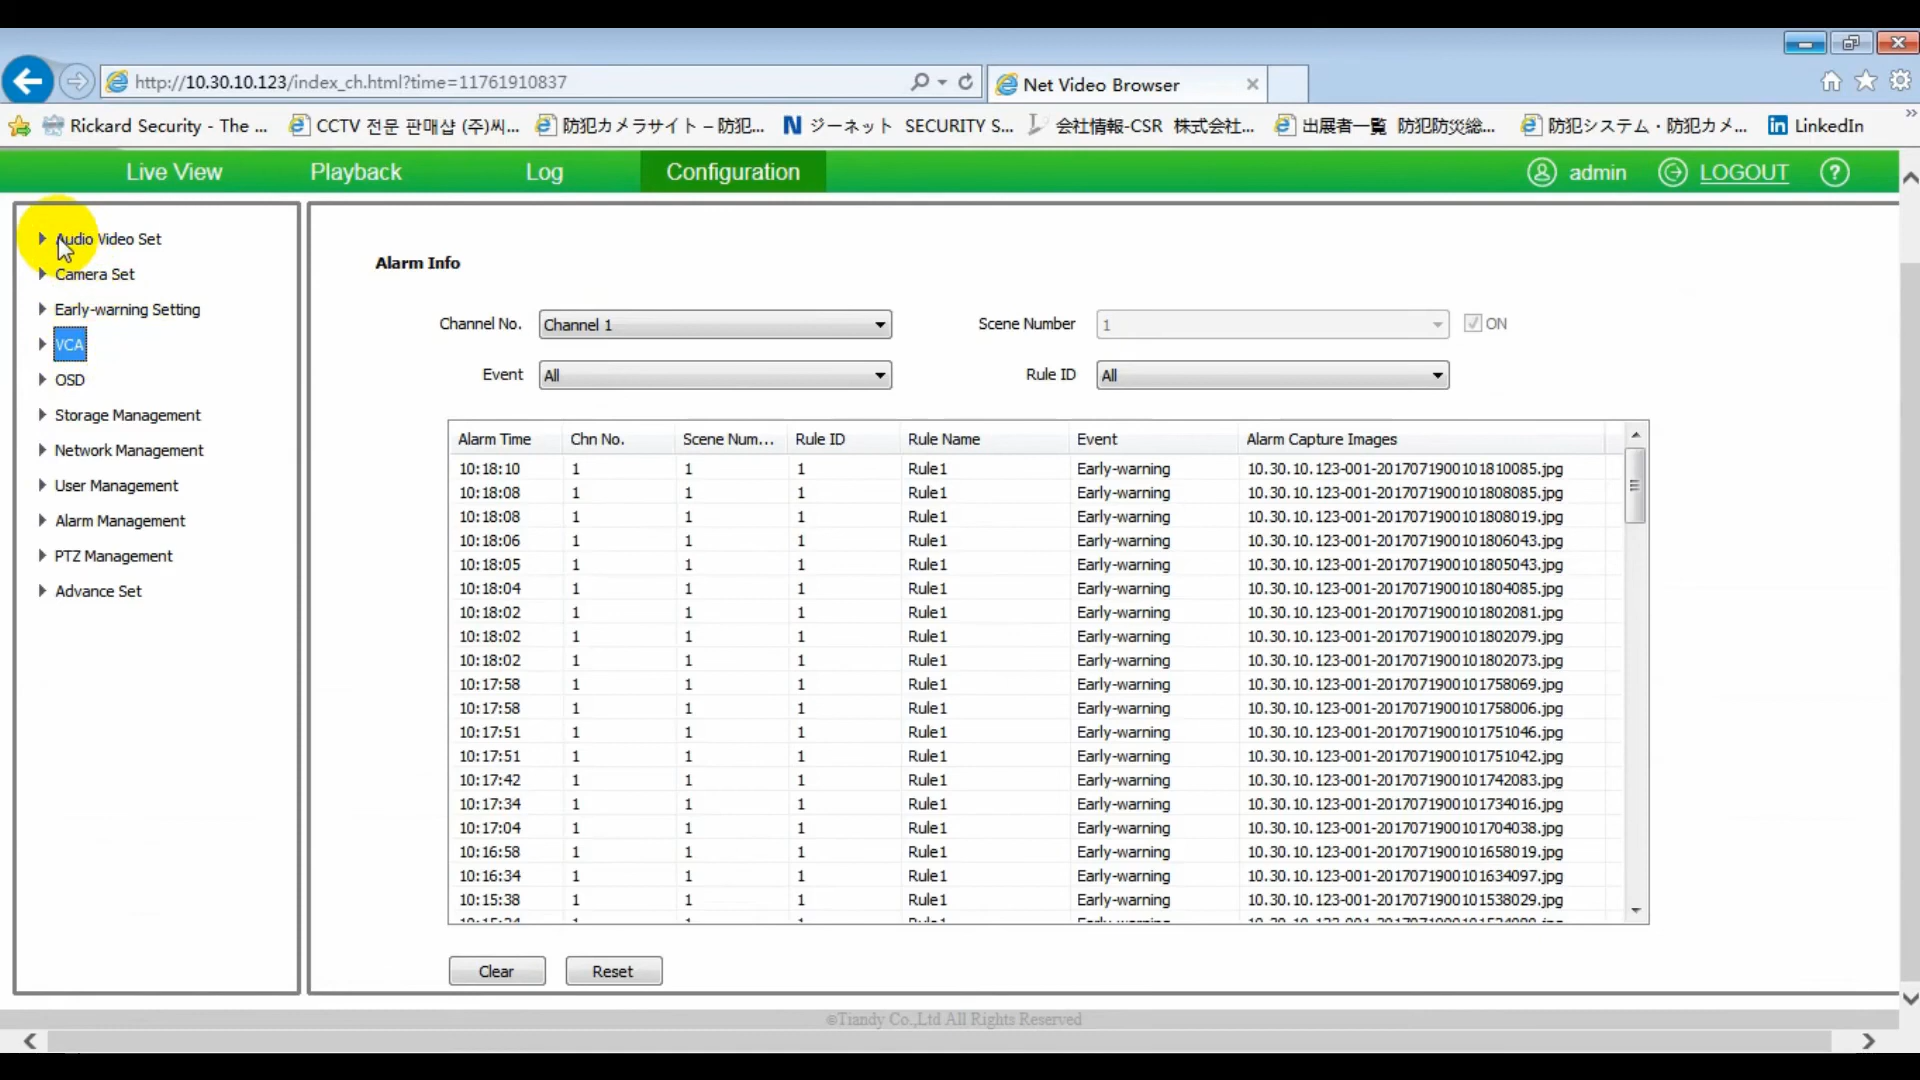 http://10.30.10.123/index_ch.html?time=11761910837
Net Video Browser
Rickard Security - The ...
CCTV 전문 판매샵 (주)씨...
防犯カメラサイト – 防犯...
ジーネット SECURITY S...
会社情報-CSR 株式会社...
出展者一覧 防犯防災総...
防犯システム・防犯カメ...
LinkedIn
Live View Playback Log Configuration admin LOGOUT ?
Audio Video Set
Camera Set
Early-warning Setting
VCA
OSD
Storage Management
Network Management
User Management
Alarm Management
PTZ Management
Advance Set
Alarm Info
Channel No. Channel 1 Scene Number 1 ON
Event All Rule ID All
Alarm Time Chn No. Scene Num... Rule ID Rule Name Event Alarm Capture Images
10:18:10 1 1 1 Rule1 Early-warning 10.30.10.123-001-2017071900101810085.jpg
10:18:08 1 1 1 Rule1 Early-warning 10.30.10.123-001-2017071900101808085.jpg
10:18:08 1 1 1 Rule1 Early-warning 10.30.10.123-001-2017071900101808019.jpg
10:18:06 1 1 1 Rule1 Early-warning 10.30.10.123-001-2017071900101806043.jpg
10:18:05 1 1 1 Rule1 Early-warning 10.30.10.123-001-2017071900101805043.jpg
10:18:04 1 1 1 Rule1 Early-warning 10.30.10.123-001-2017071900101804085.jpg
10:18:02 1 1 1 Rule1 Early-warning 10.30.10.123-001-2017071900101802081.jpg
10:18:02 1 1 1 Rule1 Early-warning 10.30.10.123-001-2017071900101802079.jpg
10:18:02 1 1 1 Rule1 Early-warning 10.30.10.123-001-2017071900101802073.jpg
10:17:58 1 1 1 Rule1 Early-warning 10.30.10.123-001-2017071900101758069.jpg
10:17:58 1 1 1 Rule1 Early-warning 10.30.10.123-001-2017071900101758006.jpg
10:17:51 1 1 1 Rule1 Early-warning 10.30.10.123-001-2017071900101751046.jpg
10:17:51 1 1 1 Rule1 Early-warning 10.30.10.123-001-2017071900101751042.jpg
10:17:42 1 1 1 Rule1 Early-warning 10.30.10.123-001-2017071900101742083.jpg
10:17:34 1 1 1 Rule1 Early-warning 10.30.10.123-001-2017071900101734016.jpg
10:17:04 1 1 1 Rule1 Early-warning 10.30.10.123-001-2017071900101704038.jpg
10:16:58 1 1 1 Rule1 Early-warning 10.30.10.123-001-2017071900101658019.jpg
10:16:34 1 1 1 Rule1 Early-warning 10.30.10.123-001-2017071900101634097.jpg
10:15:38 1 1 1 Rule1 Early-warning 10.30.10.123-001-2017071900101538029.jpg
Clear Reset
©Tiandy Co.,Ltd All Rights Reserved